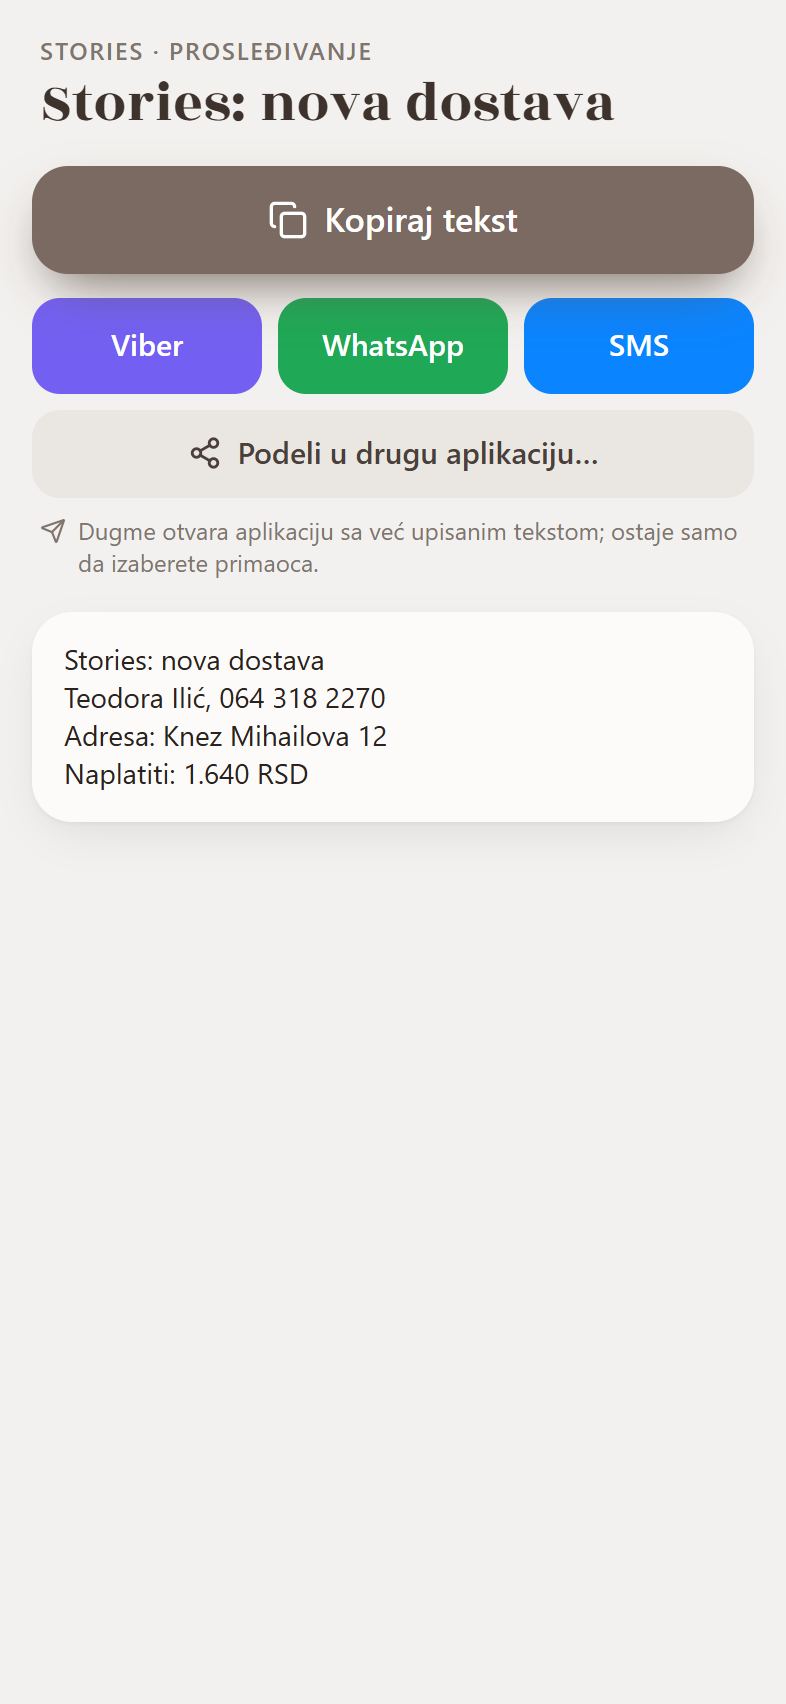 STORIES · PROSLEĐIVANJE
Stories: nova dostava
Kopiraj tekst
Viber
WhatsApp
SMS
Podeli u drugu aplikaciju...
Dugme otvara aplikaciju sa već upisanim tekstom; ostaje samo
da izaberete primaoca.
Stories: nova dostava
Teodora Ilić, 064 318 2270
Adresa: Knez Mihailova 12
Naplatiti: 1.640 RSD